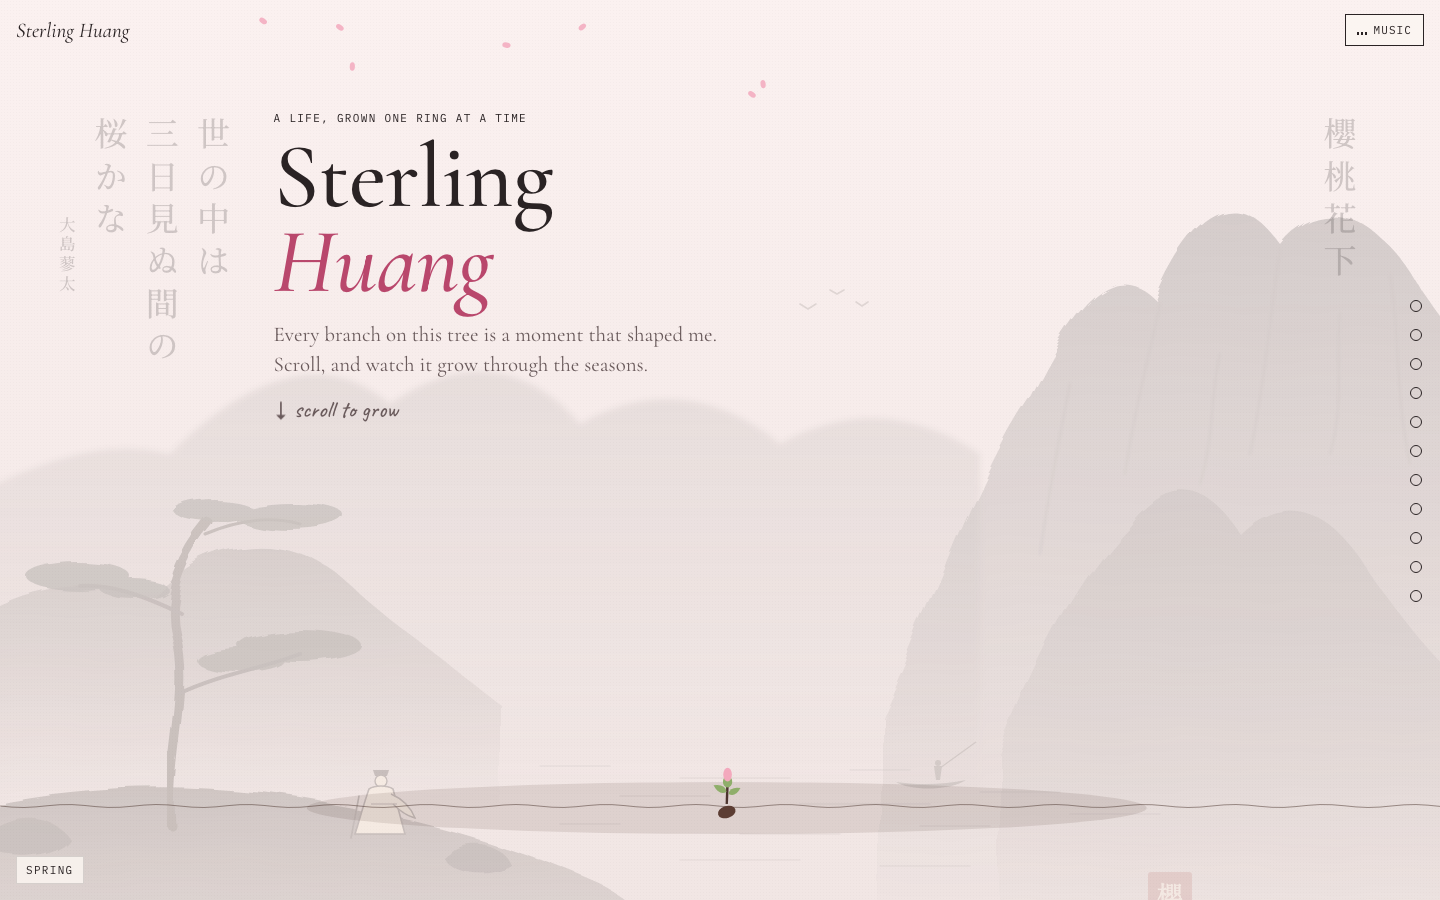 Sterling Huang
MUSIC
世の中は
三日見ぬ間の
桜かな
大島蓼太
A LIFE, GROWN ONE RING AT A TIME
Sterling
Huang
Every branch on this tree is a moment that shaped me.
Scroll, and watch it grow through the seasons.
↓ scroll to grow
櫻桃花下
SPRING
櫻